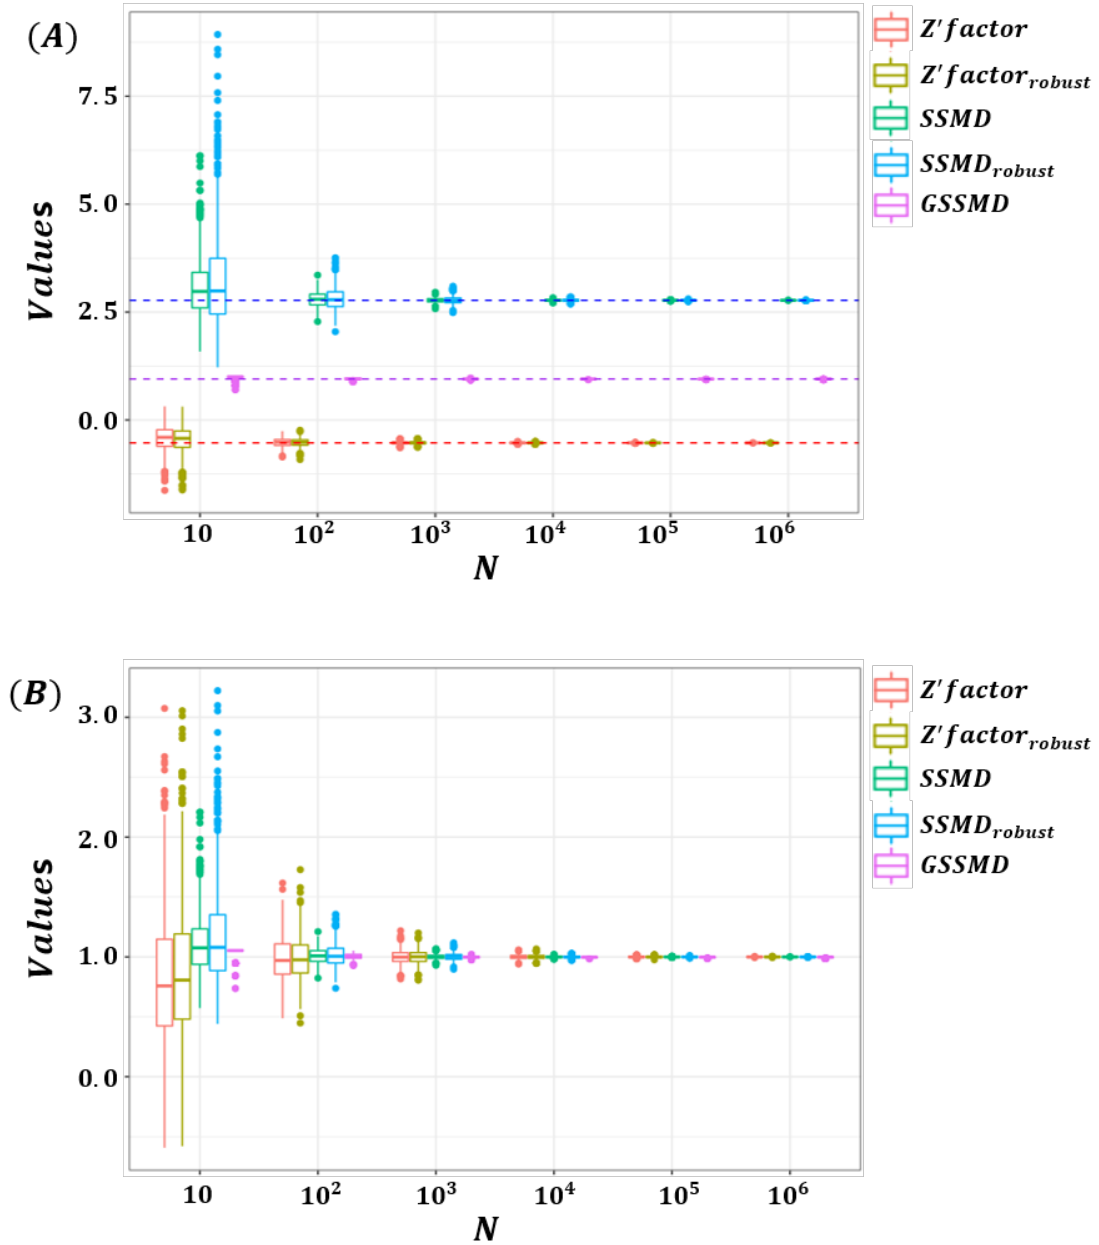 (A)
Values
7.5
5.0
2.5
0.0
10 10² 10³ 10⁴ 10⁵ 10⁶
N
Z'factor
Z'factor_robust
SSMD
SSMD_robust
GSSMD
(B)
Values
3.0
2.0
1.0
0.0
10 10² 10³ 10⁴ 10⁵ 10⁶
N
Z'factor
Z'factor_robust
SSMD
SSMD_robust
GSSMD